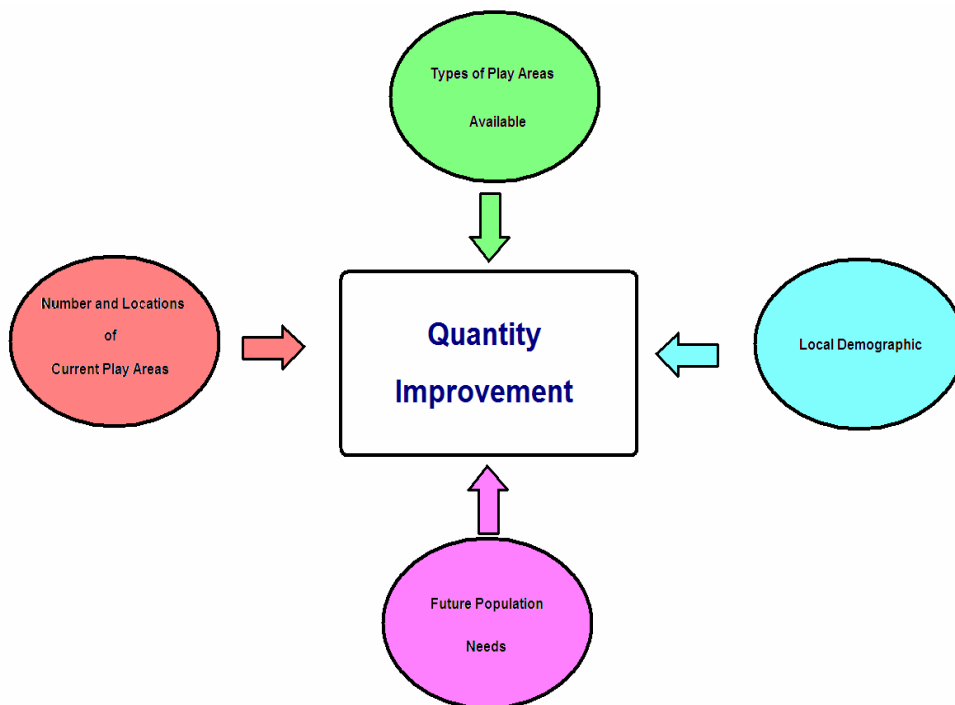 Types of Play Areas
Available
Number and Locations
of
Current Play Areas
Quantity
Improvement
Local Demographic
Future Population
Needs